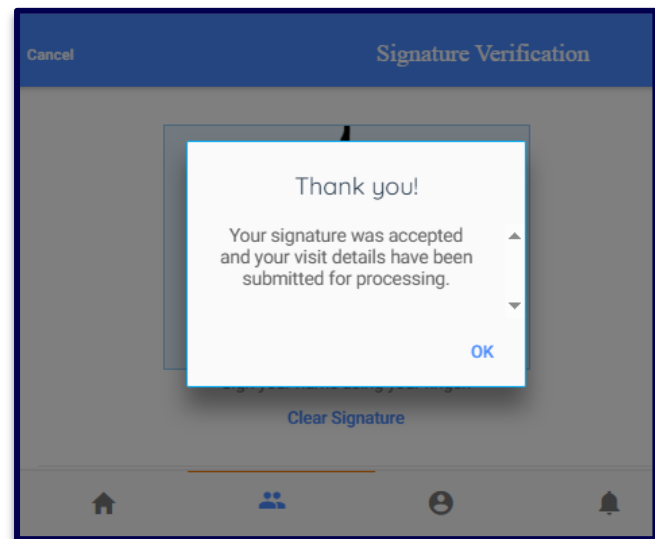 Cancel
Signature Verification
Thank you!
Your signature was accepted
and your visit details have been
submitted for processing.
OK
Clear Signature